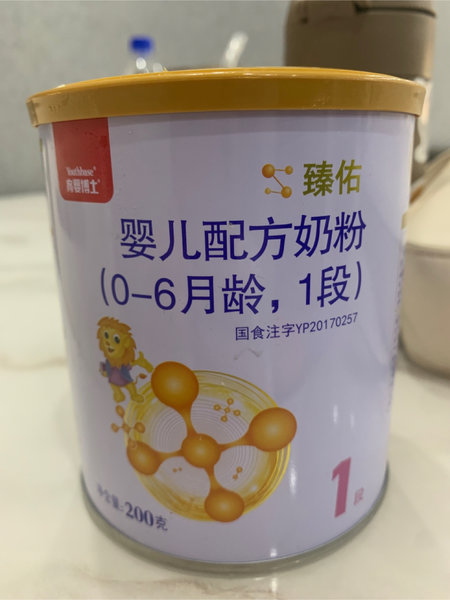 Youthbase®
育婴博士
臻佑
婴儿配方奶粉
(0-6月龄，1段)
国食注字YP20170257
净含量:200克
1段